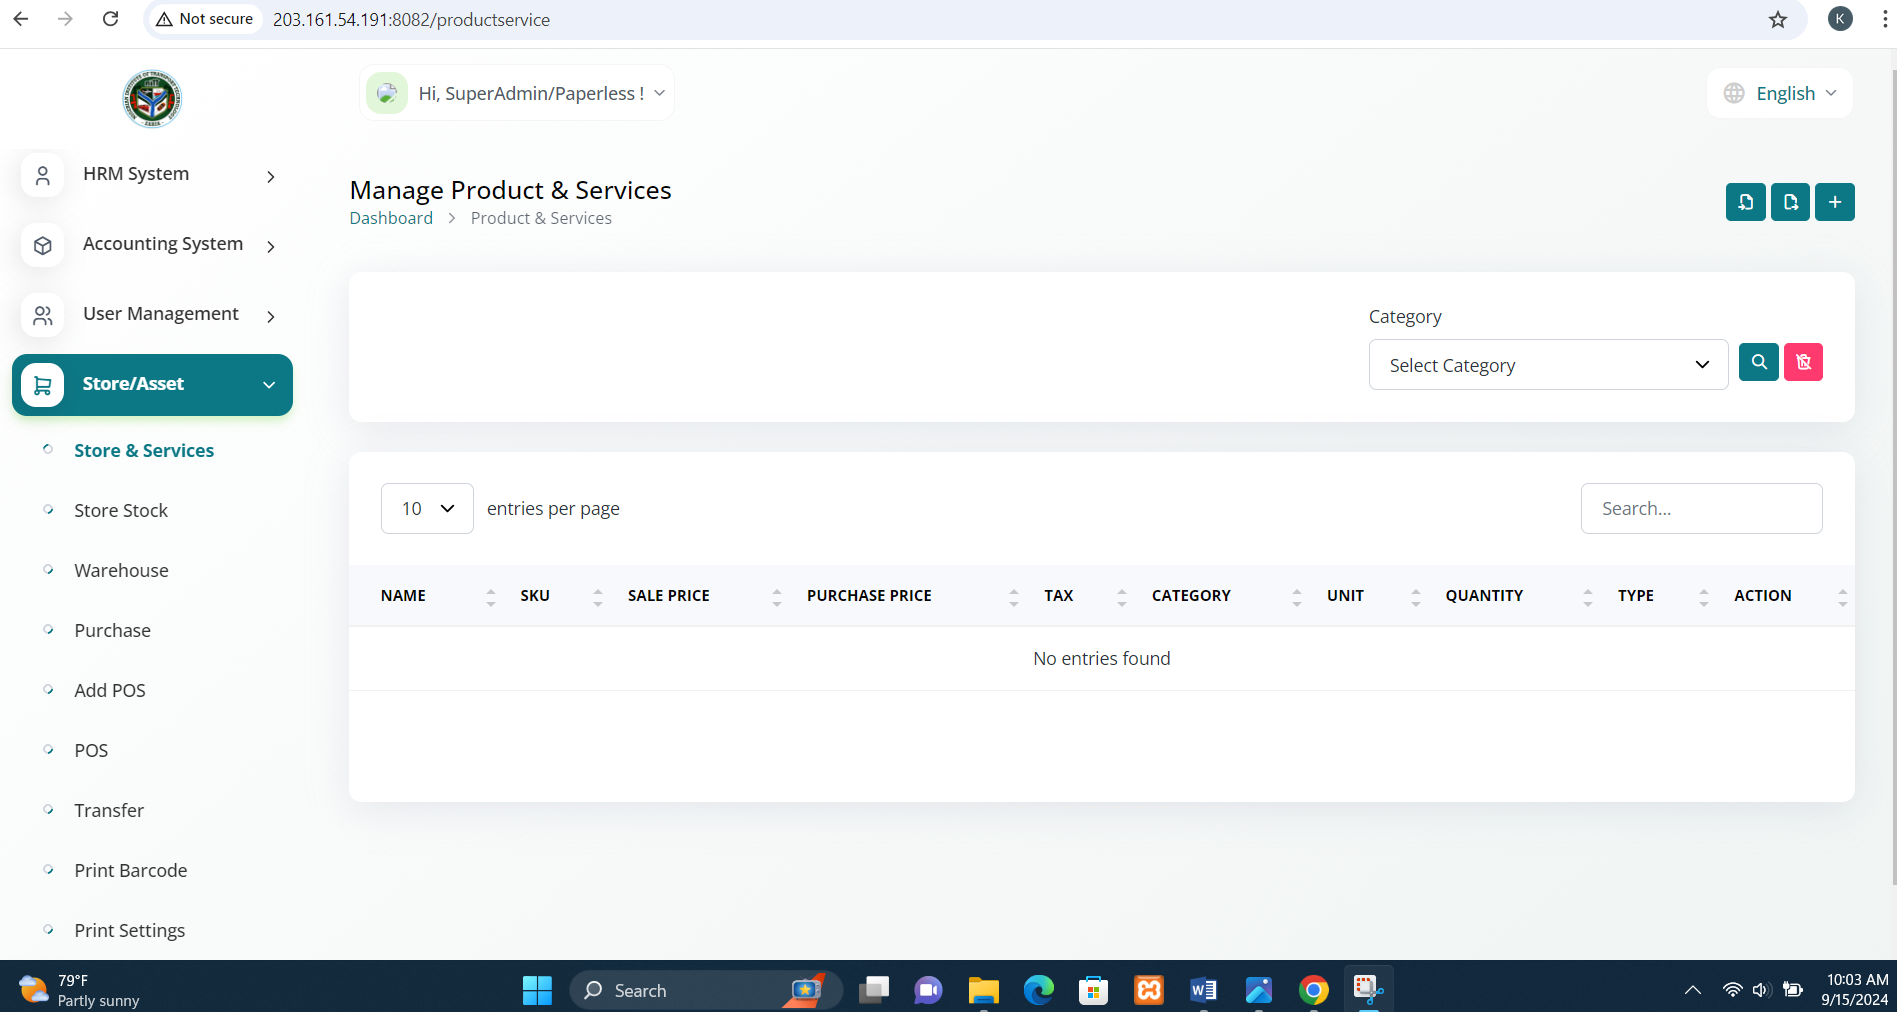 Not secure 203.161.54.191:8082/productservice
K
Hi, SuperAdmin/Paperless !
English
HRM System
Accounting System
User Management
Store/Asset
Store & Services
Store Stock
Warehouse
Purchase
Add POS
POS
Transfer
Print Barcode
Print Settings
Manage Product & Services
Dashboard > Product & Services
Category
Select Category
10 entries per page
Search...
NAME SKU SALE PRICE PURCHASE PRICE TAX CATEGORY UNIT QUANTITY TYPE ACTION
No entries found
79°F
Partly sunny
Search
10:03 AM
9/15/2024